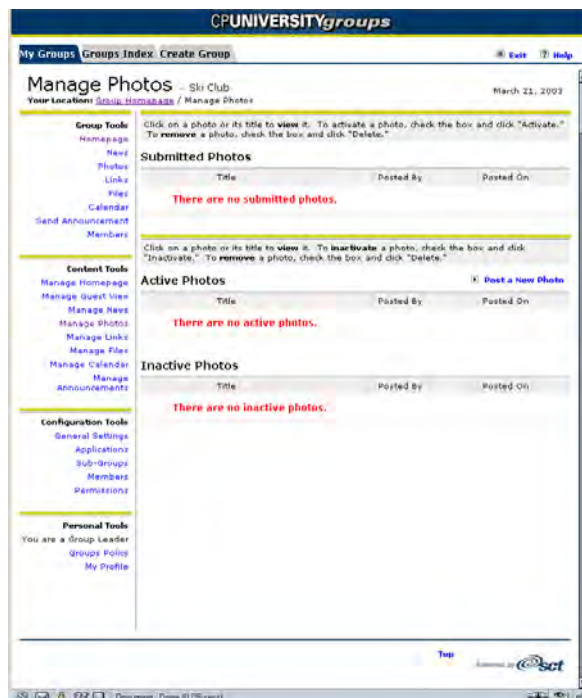 CPUNIVERSITYgroups
My Groups Groups Index Create Group
Exit Help
Manage Photos - Ski Club
March 21, 2003
Your Location: Group Homepage / Manage Photos
Group Tools
Homepage
News
Photos
Links
Files
Calendar
Send Announcement
Members
Content Tools
Manage Homepage
Manage Guest View
Manage News
Manage Photos
Manage Links
Manage Files
Manage Calendar
Manage
Announcements
Configuration Tools
General Settings
Applications
Sub-Groups
Members
Permissions
Personal Tools
You are a Group Leader
Groups Policy
My Profile
Click on a photo or its title to view it. To activate a photo, check the box and click "Activate."
To remove a photo, check the box and click "Delete."
Submitted Photos
Title Posted By Posted On
There are no submitted photos.
Click on a photo or its title to view it. To inactivate a photo, check the box and click
"Inactivate." To remove a photo, check the box and click "Delete."
Active Photos
Post a New Photo
Title Posted By Posted On
There are no active photos.
Inactive Photos
Title Posted By Posted On
There are no inactive photos.
Top
sct